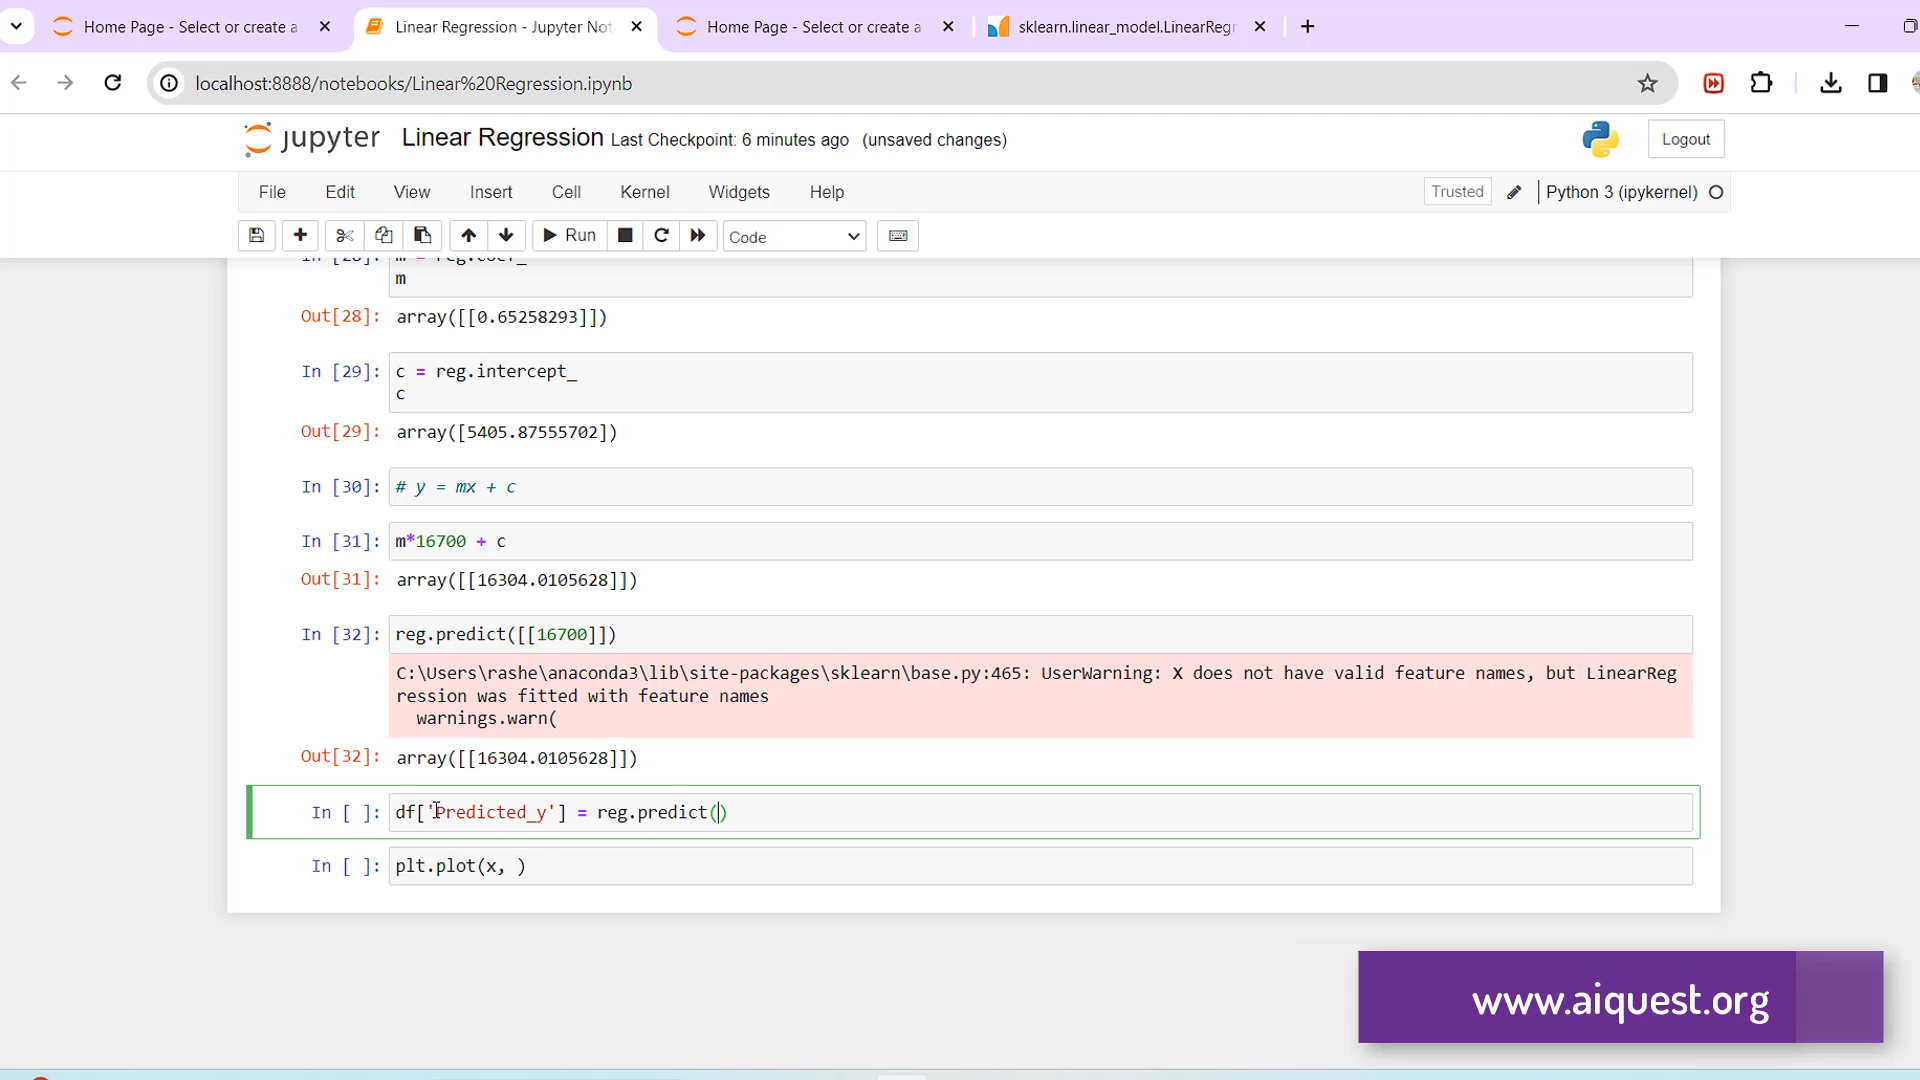 Home Page - Select or create a
Linear Regression - Jupyter Not
Home Page - Select or create a
sklearn.linear_model.LinearRegr
localhost:8888/notebooks/Linear%20Regression.ipynb
jupyter Linear Regression Last Checkpoint: 6 minutes ago (unsaved changes)
Logout
File Edit View Insert Cell Kernel Widgets Help
Trusted Python 3 (ipykernel)
Run Code
In [28]: m = reg.coef_
m
Out[28]: array([[0.65258293]])
In [29]: c = reg.intercept_
c
Out[29]: array([5405.87555702])
In [30]: # y = mx + c
In [31]: m*16700 + c
Out[31]: array([[16304.0105628]])
In [32]: reg.predict([[16700]])
C:\Users\rashe\anaconda3\lib\site-packages\sklearn\base.py:465: UserWarning: X does not have valid feature names, but LinearReg
ression was fitted with feature names
warnings.warn(
Out[32]: array([[16304.0105628]])
In [ ]: df['Predicted_y'] = reg.predict()
In [ ]: plt.plot(x, )
www.aiquest.org